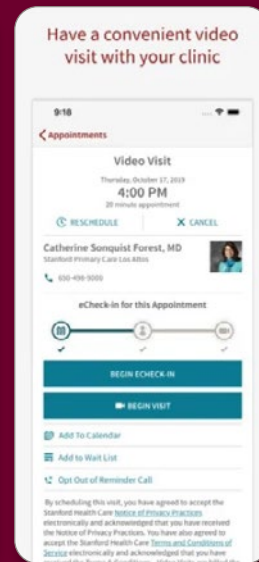 Have a convenient video
visit with your clinic
9:18
Appointments
Video Visit
Thursday, October 17, 2019
4:00 PM
20 minute appointment
RESCHEDULE
CANCEL
Catherine Sonquist Forest, MD
Stanford Primary Care Los Altos
650-498-9000
eCheck-in for this Appointment
BEGIN ECHECK-IN
BEGIN VISIT
Add To Calendar
Add to Wait List
Opt Out of Reminder Call
By scheduling this visit, you have agreed to accept the
Stanford Health Care Notice of Privacy Practices
electronically and acknowledged that you have received
the Notice of Privacy Practices. You have also agreed to
accept the Stanford Health Care Terms and Conditions of
Service electronically and acknowledged that you have